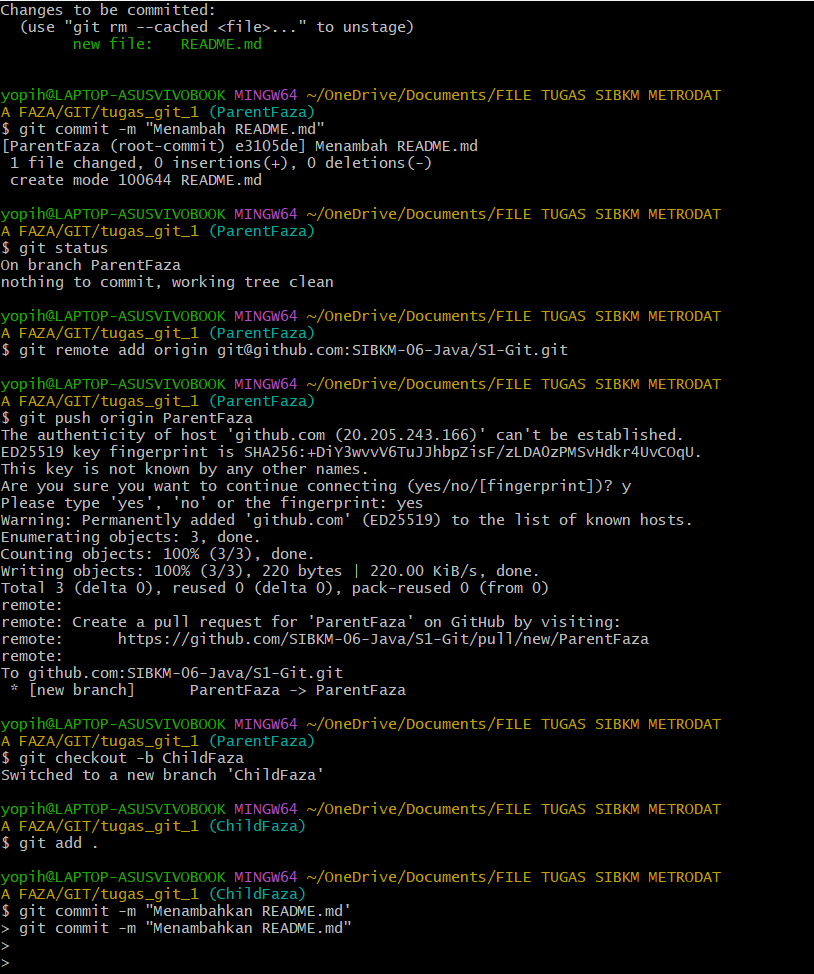 Changes to be committed:
  (use "git rm --cached <file>..." to unstage)
        new file:   README.md
yopih@LAPTOP-ASUSVIVOBOOK MINGW64 ~/OneDrive/Documents/FILE TUGAS SIBKM METRODAT
A FAZA/GIT/tugas_git_1 (ParentFaza)
$ git commit -m "Menambah README.md"
[ParentFaza (root-commit) e3105de] Menambah README.md
 1 file changed, 0 insertions(+), 0 deletions(-)
 create mode 100644 README.md
yopih@LAPTOP-ASUSVIVOBOOK MINGW64 ~/OneDrive/Documents/FILE TUGAS SIBKM METRODAT
A FAZA/GIT/tugas_git_1 (ParentFaza)
$ git status
On branch ParentFaza
nothing to commit, working tree clean
yopih@LAPTOP-ASUSVIVOBOOK MINGW64 ~/OneDrive/Documents/FILE TUGAS SIBKM METRODAT
A FAZA/GIT/tugas_git_1 (ParentFaza)
$ git remote add origin git@github.com:SIBKM-06-Java/S1-Git.git
yopih@LAPTOP-ASUSVIVOBOOK MINGW64 ~/OneDrive/Documents/FILE TUGAS SIBKM METRODAT
A FAZA/GIT/tugas_git_1 (ParentFaza)
$ git push origin ParentFaza
The authenticity of host 'github.com (20.205.243.166)' can't be established.
ED25519 key fingerprint is SHA256:+DiY3wvvV6TuJJhbpZisF/zLDA0zPMSvHdkr4UvCOqU.
This key is not known by any other names.
Are you sure you want to continue connecting (yes/no/[fingerprint])? y
Please type 'yes', 'no' or the fingerprint: yes
Warning: Permanently added 'github.com' (ED25519) to the list of known hosts.
Enumerating objects: 3, done.
Counting objects: 100% (3/3), done.
Writing objects: 100% (3/3), 220 bytes | 220.00 KiB/s, done.
Total 3 (delta 0), reused 0 (delta 0), pack-reused 0 (from 0)
remote:
remote: Create a pull request for 'ParentFaza' on GitHub by visiting:
remote:      https://github.com/SIBKM-06-Java/S1-Git/pull/new/ParentFaza
remote:
To github.com:SIBKM-06-Java/S1-Git.git
 * [new branch]      ParentFaza -> ParentFaza
yopih@LAPTOP-ASUSVIVOBOOK MINGW64 ~/OneDrive/Documents/FILE TUGAS SIBKM METRODAT
A FAZA/GIT/tugas_git_1 (ParentFaza)
$ git checkout -b ChildFaza
Switched to a new branch 'ChildFaza'
yopih@LAPTOP-ASUSVIVOBOOK MINGW64 ~/OneDrive/Documents/FILE TUGAS SIBKM METRODAT
A FAZA/GIT/tugas_git_1 (ChildFaza)
$ git add .
yopih@LAPTOP-ASUSVIVOBOOK MINGW64 ~/OneDrive/Documents/FILE TUGAS SIBKM METRODAT
A FAZA/GIT/tugas_git_1 (ChildFaza)
$ git commit -m "Menambahkan README.md'
> git commit -m "Menambahkan README.md"
>
>